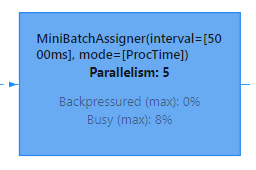 MiniBatchAssigner(interval=[50
00ms], mode=[ProcTime])
Parallelism: 5
Backpressured (max): 0%
Busy (max): 8%